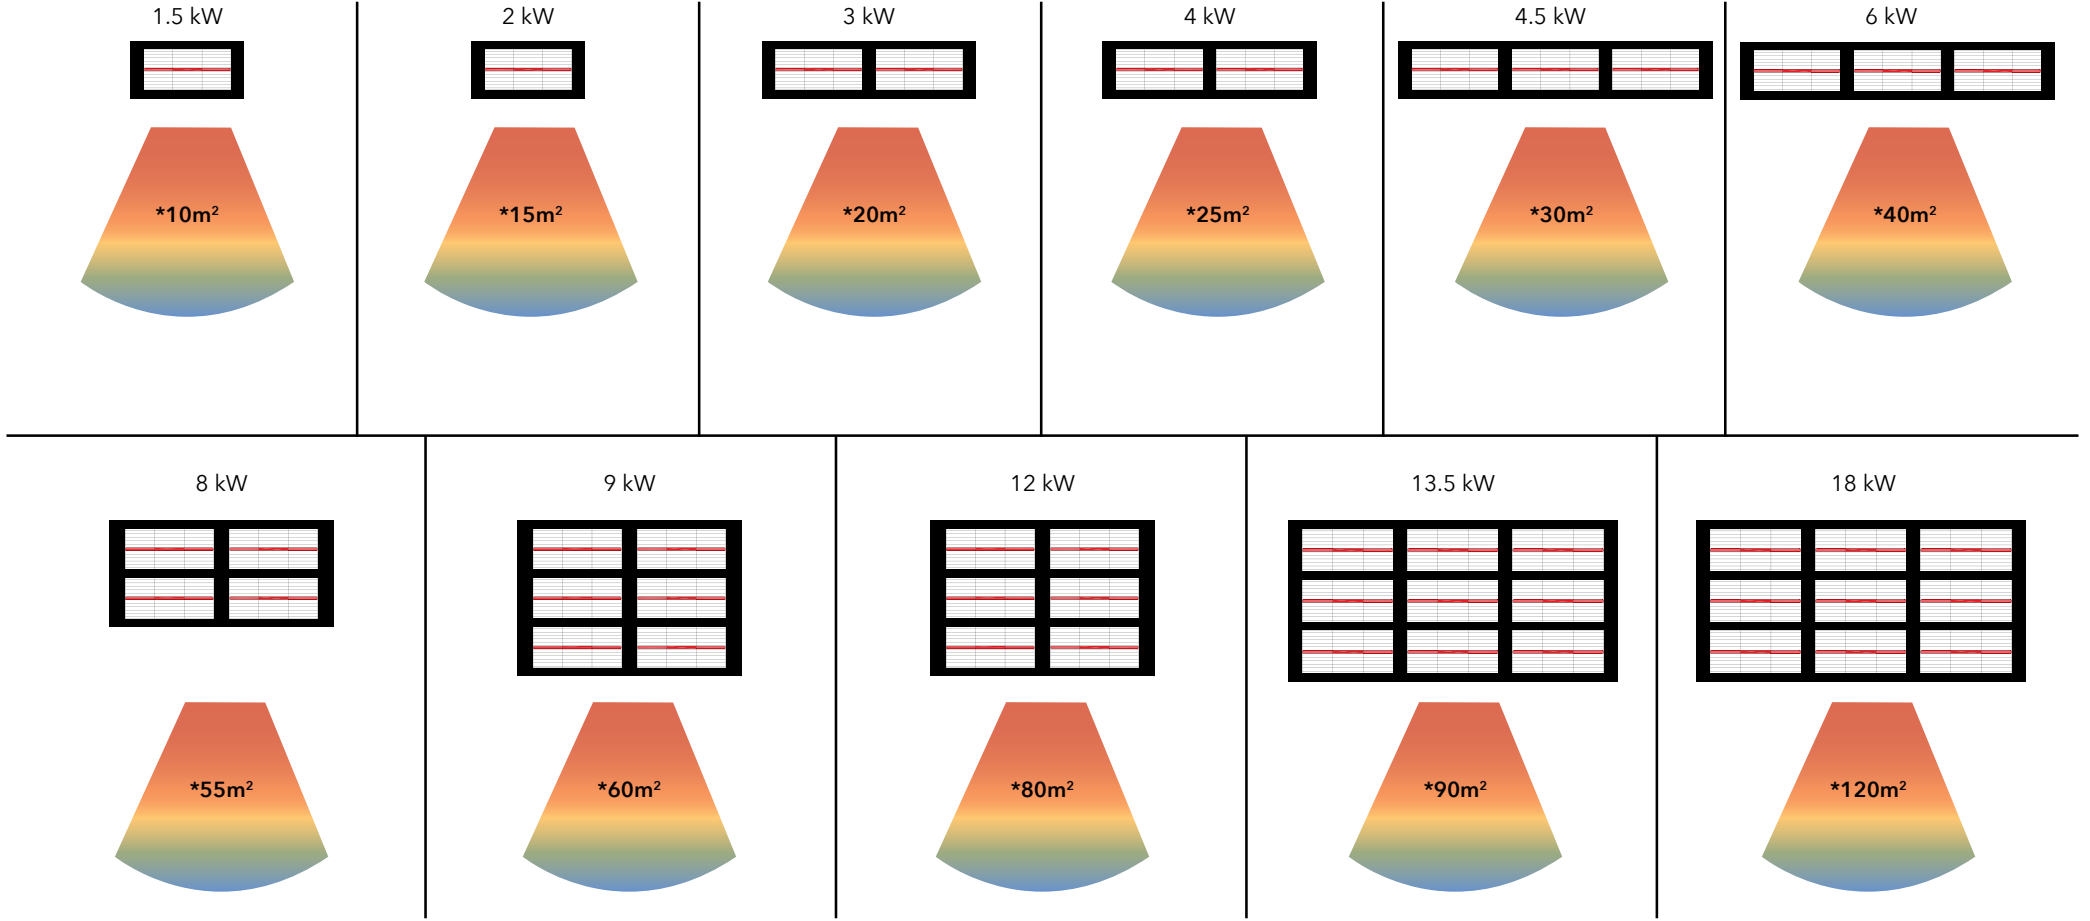 1.5 kW
2 kW
3 kW
4 kW
4.5 kW
6 kW
*10m²
*15m²
*20m²
*25m²
*30m²
*40m²
8 kW
9 kW
12 kW
13.5 kW
18 kW
*55m²
*60m²
*80m²
*90m²
*120m²